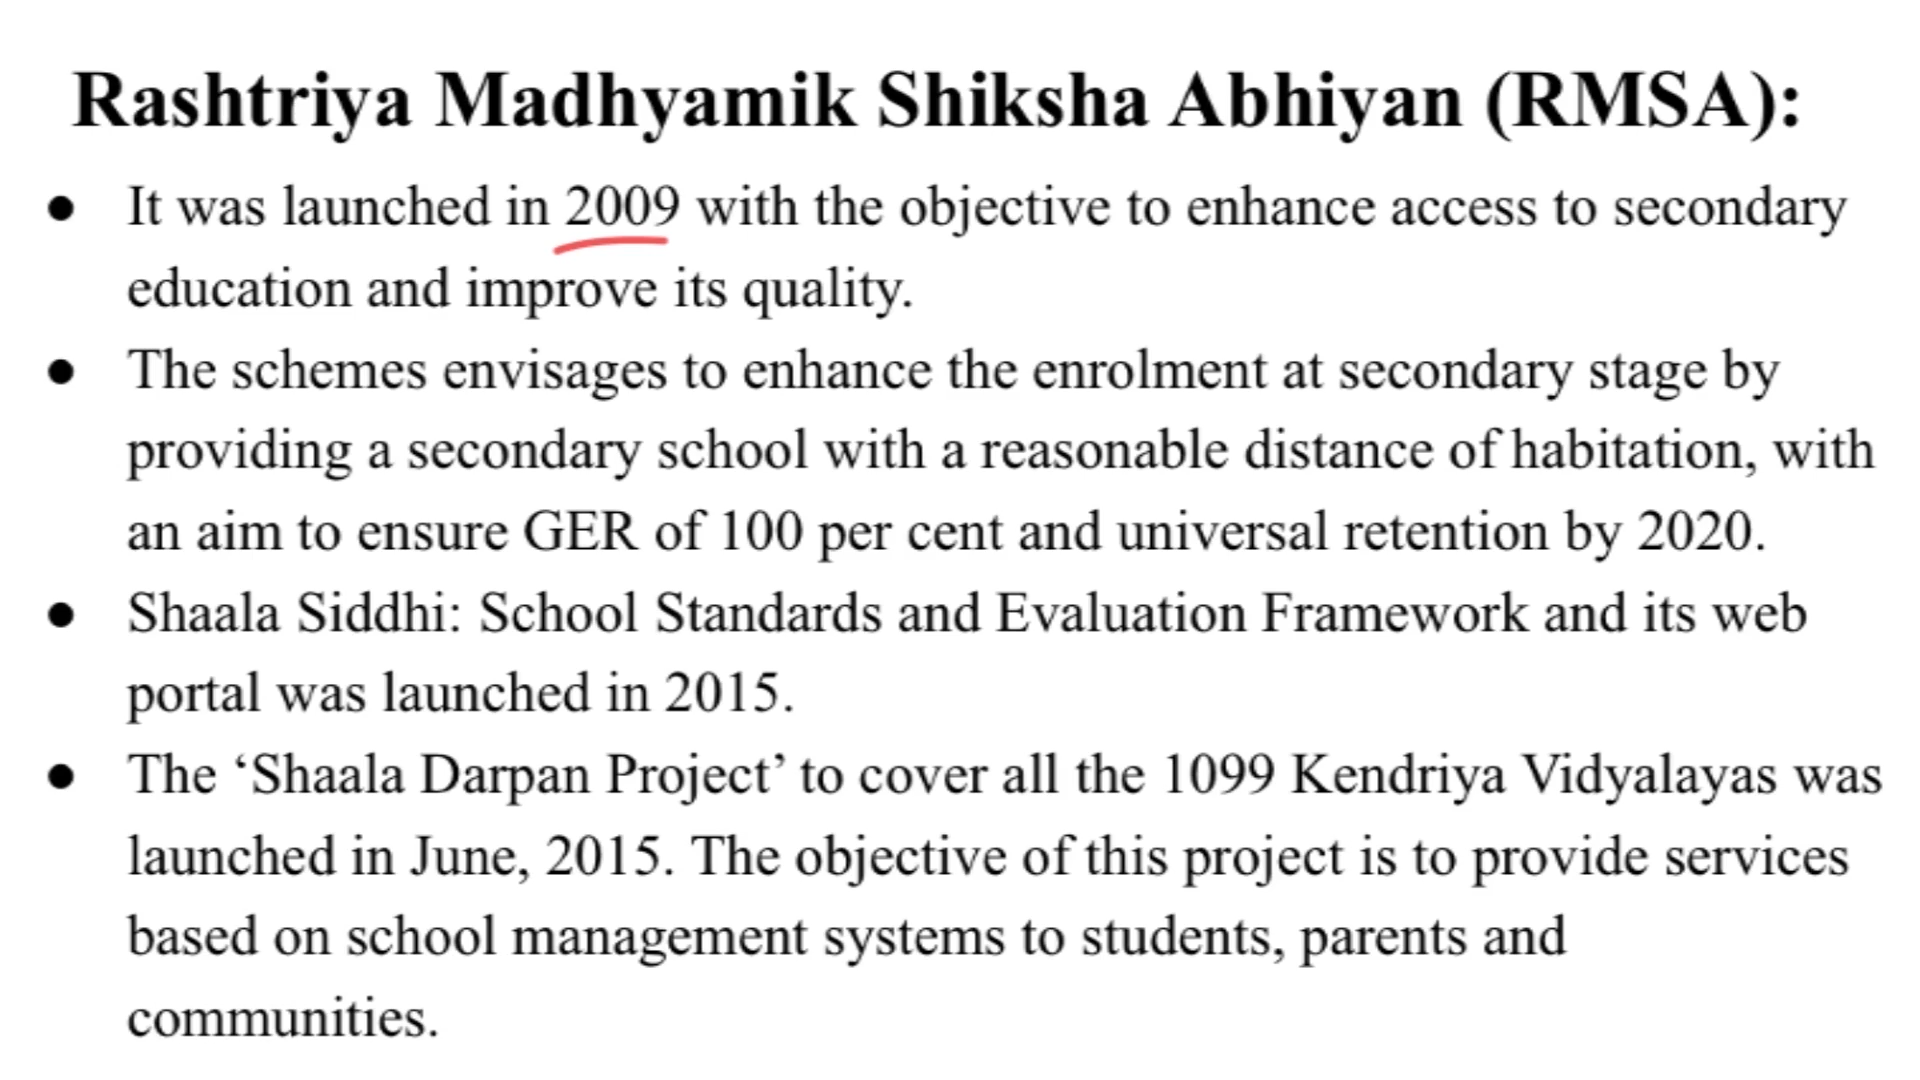 Rashtriya Madhyamik Shiksha Abhiyan (RMSA):
● It was launched in 2009 with the objective to enhance access to secondary
education and improve its quality.
● The schemes envisages to enhance the enrolment at secondary stage by
providing a secondary school with a reasonable distance of habitation, with
an aim to ensure GER of 100 per cent and universal retention by 2020.
● Shaala Siddhi: School Standards and Evaluation Framework and its web
portal was launched in 2015.
● The ‘Shaala Darpan Project’ to cover all the 1099 Kendriya Vidyalayas was
launched in June, 2015. The objective of this project is to provide services
based on school management systems to students, parents and
communities.